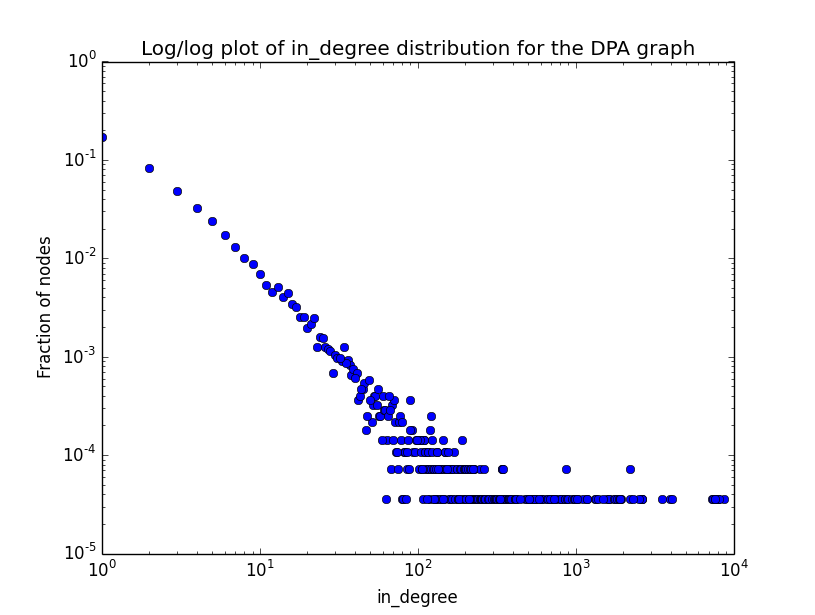 Log/log plot of in_degree distribution for the DPA graph
10^0
10^-1
10^-2
10^-3
10^-4
10^-5
Fraction of nodes
10^0 10^1 10^2 10^3 10^4
in_degree